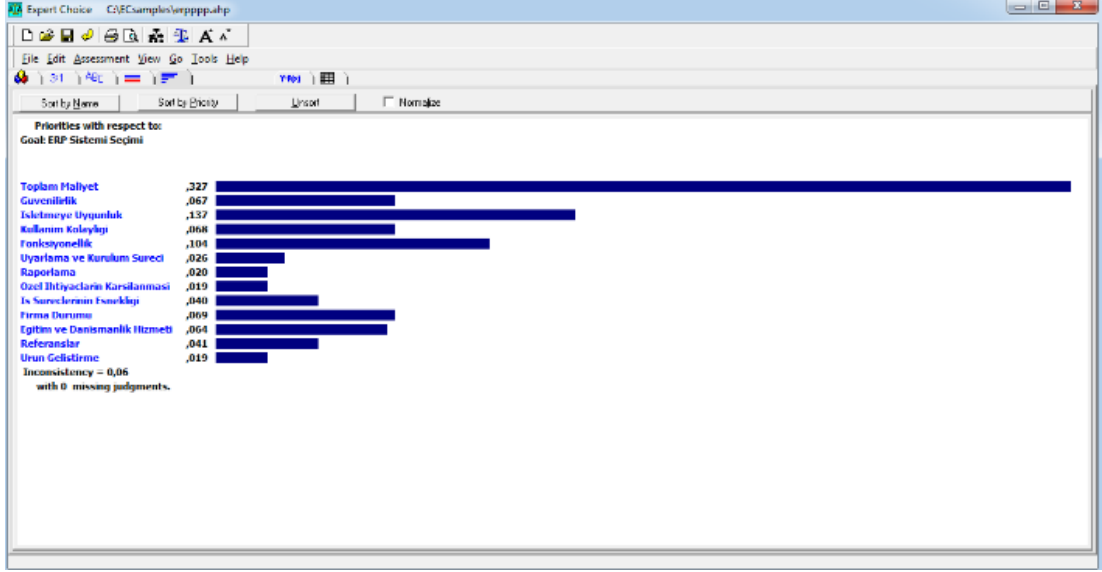 Expert Choice C:\ECsamples\erpppp.ahp
File Edit Assessment View Go Tools Help
3:1 ABC Y=f(x)
Sort by Name Sort by Priority Unsort Normalize
Priorities with respect to:
Goal: ERP Sistemi Seçimi
Toplam Maliyet ,327
Guvenilirlik ,067
Isletmeye Uygunluk ,137
Kullanım Kolaylıgı ,068
Fonksiyonellik ,104
Uyarlama ve Kurulum Sureci ,026
Raporlama ,020
Ozel Ihtiyaclarin Karsilanmasi ,019
Is Sureclerinin Esnekligi ,040
Firma Durumu ,069
Egitim ve Danismanlik Hizmeti ,064
Referanslar ,041
Urun Gelistirme ,019
Inconsistency = 0,06
with 0 missing judgments.